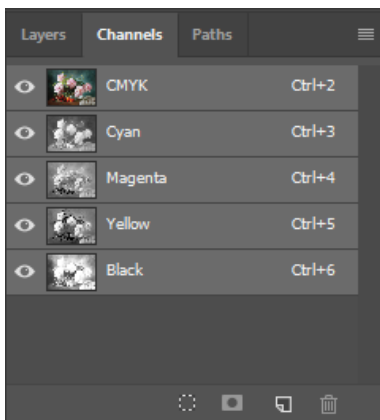 Layers Channels Paths
CMYK Ctrl+2
Cyan Ctrl+3
Magenta Ctrl+4
Yellow Ctrl+5
Black Ctrl+6